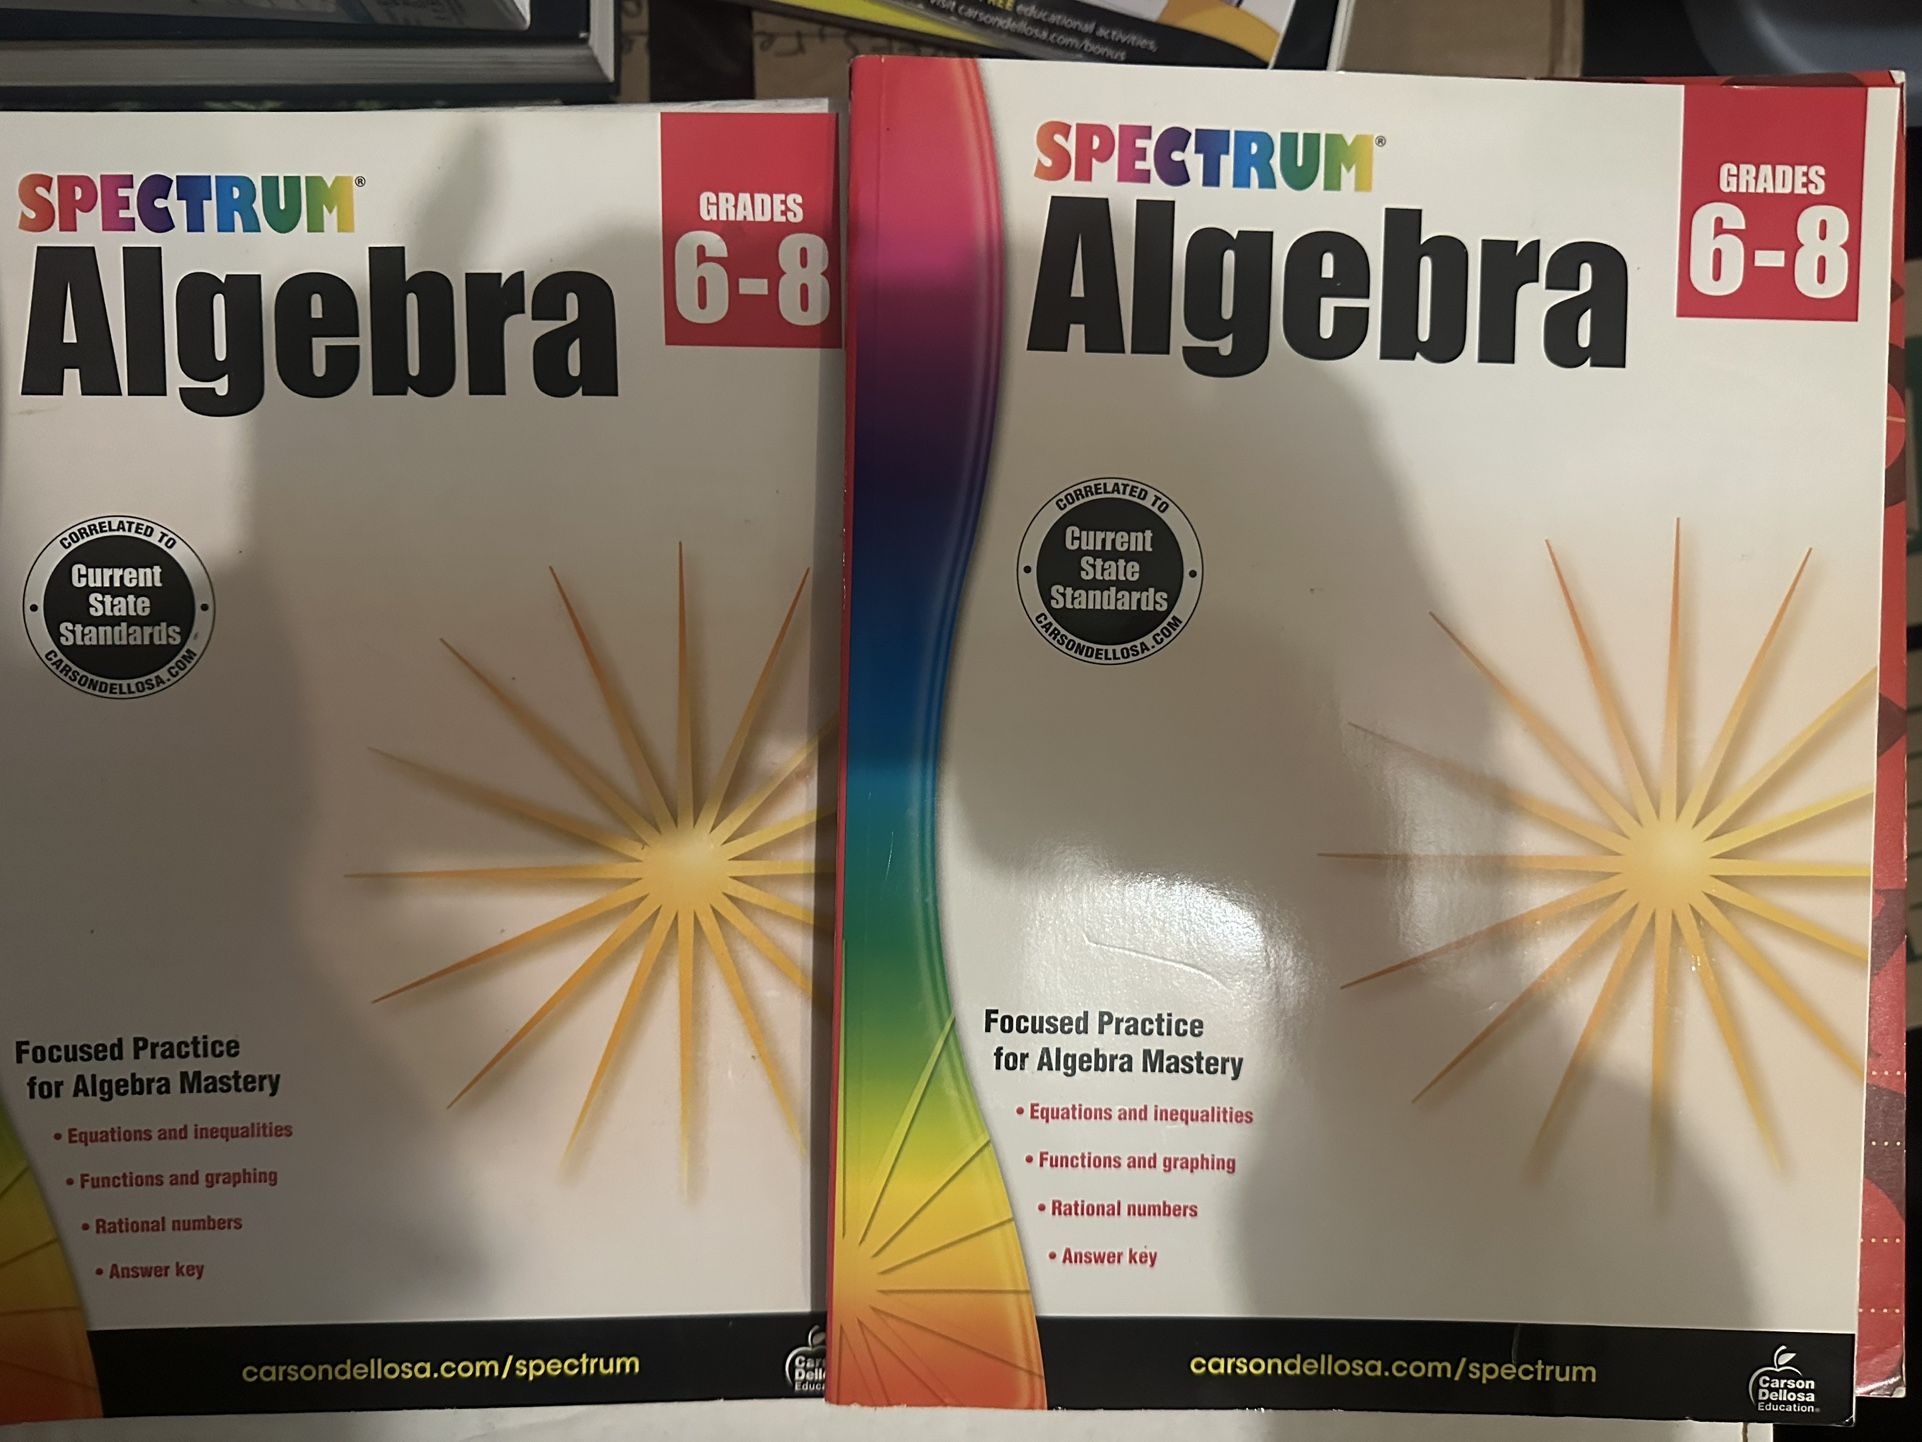 FREE educational activities,
visit carsondellosa.com/bonus
SPECTRUM®
Algebra
GRADES
6-8
CORRELATED TO
Current
State
Standards
CARSONDELLOSA.COM
Focused Practice
for Algebra Mastery
• Equations and inequalities
• Functions and graphing
• Rational numbers
• Answer key
carsondellosa.com/spectrum
SPECTRUM®
Algebra
GRADES
6-8
CORRELATED TO
Current
State
Standards
CARSONDELLOSA.COM
Focused Practice
for Algebra Mastery
• Equations and inequalities
• Functions and graphing
• Rational numbers
• Answer key
carsondellosa.com/spectrum
Carson
Dellosa
Education